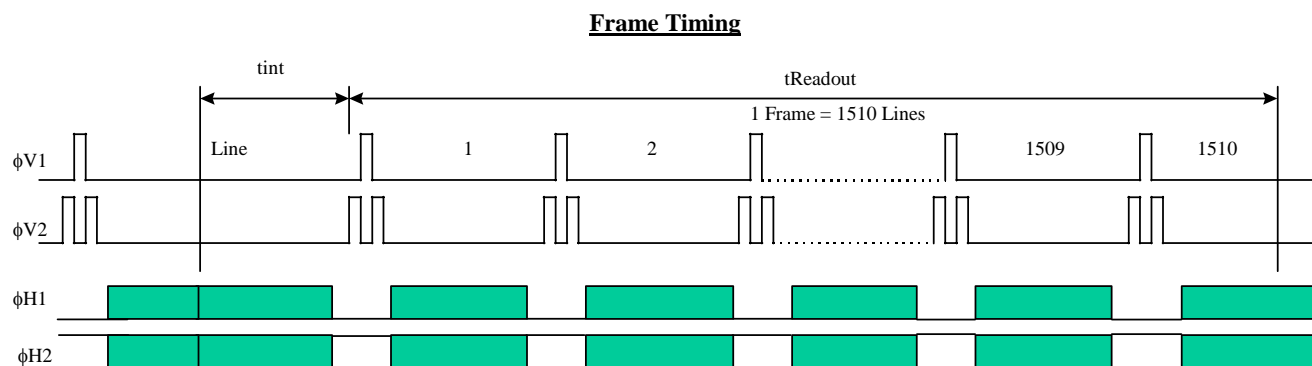 Frame Timing
tint
tReadout
1 Frame = 1510 Lines
ϕV1
Line
1
2
1509
1510
ϕV2
ϕH1
ϕH2